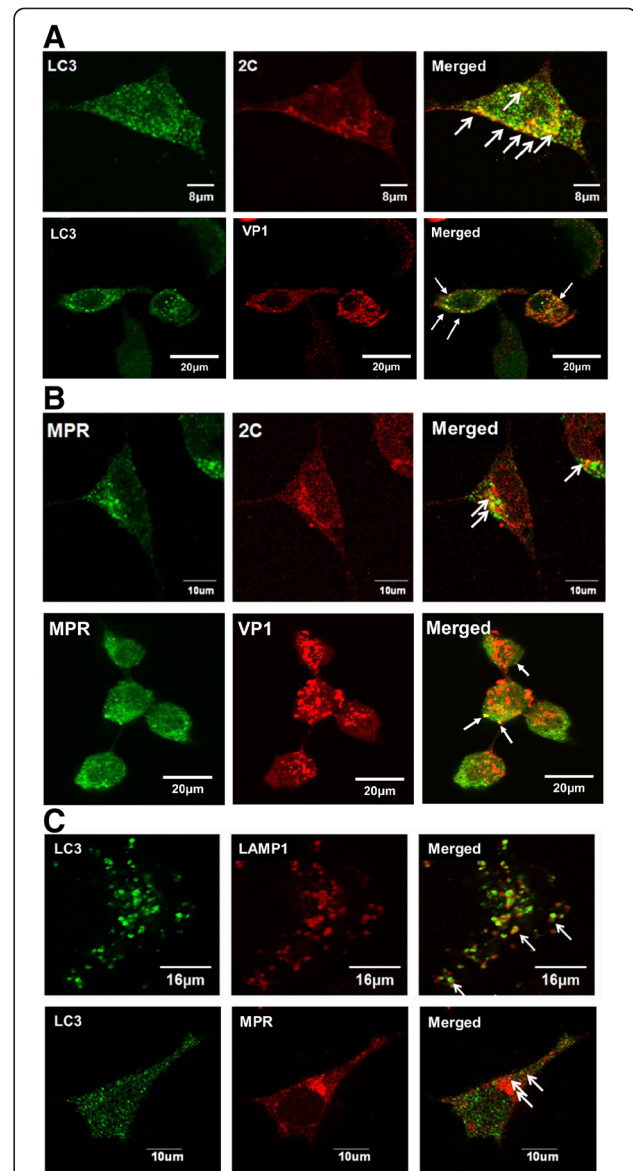 A
LC3 2C Merged
8µm 8µm 8µm
LC3 VP1 Merged
20µm 20µm 20µm
B
MPR 2C Merged
10um 10um 10um
MPR VP1 Merged
20µm 20µm 20µm
C
LC3 LAMP1 Merged
16µm 16µm 16µm
LC3 MPR Merged
10um 10um 10um